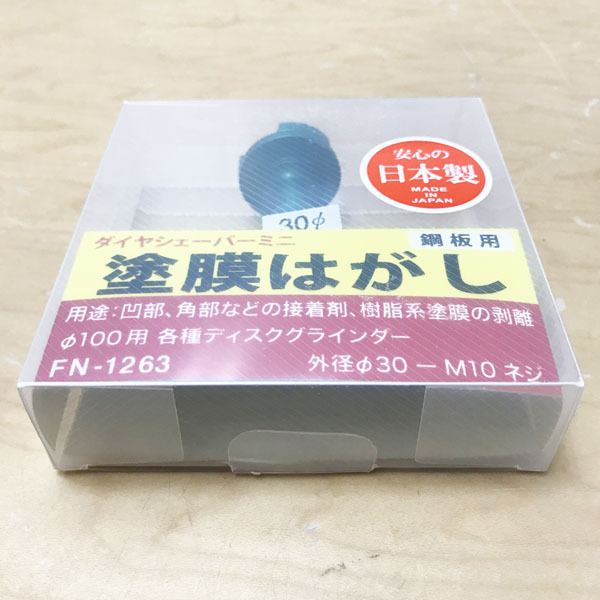 安心の
日本製
MADE
IN
JAPAN
30φ
ダイヤシェーバーミニ
鋼板用
塗膜はがし
用途:凹部、角部などの接着剤、樹脂系塗膜の剥離
φ100用 各種ディスクグラインダー
FN-1263 外径φ30 ー M10 ネジ